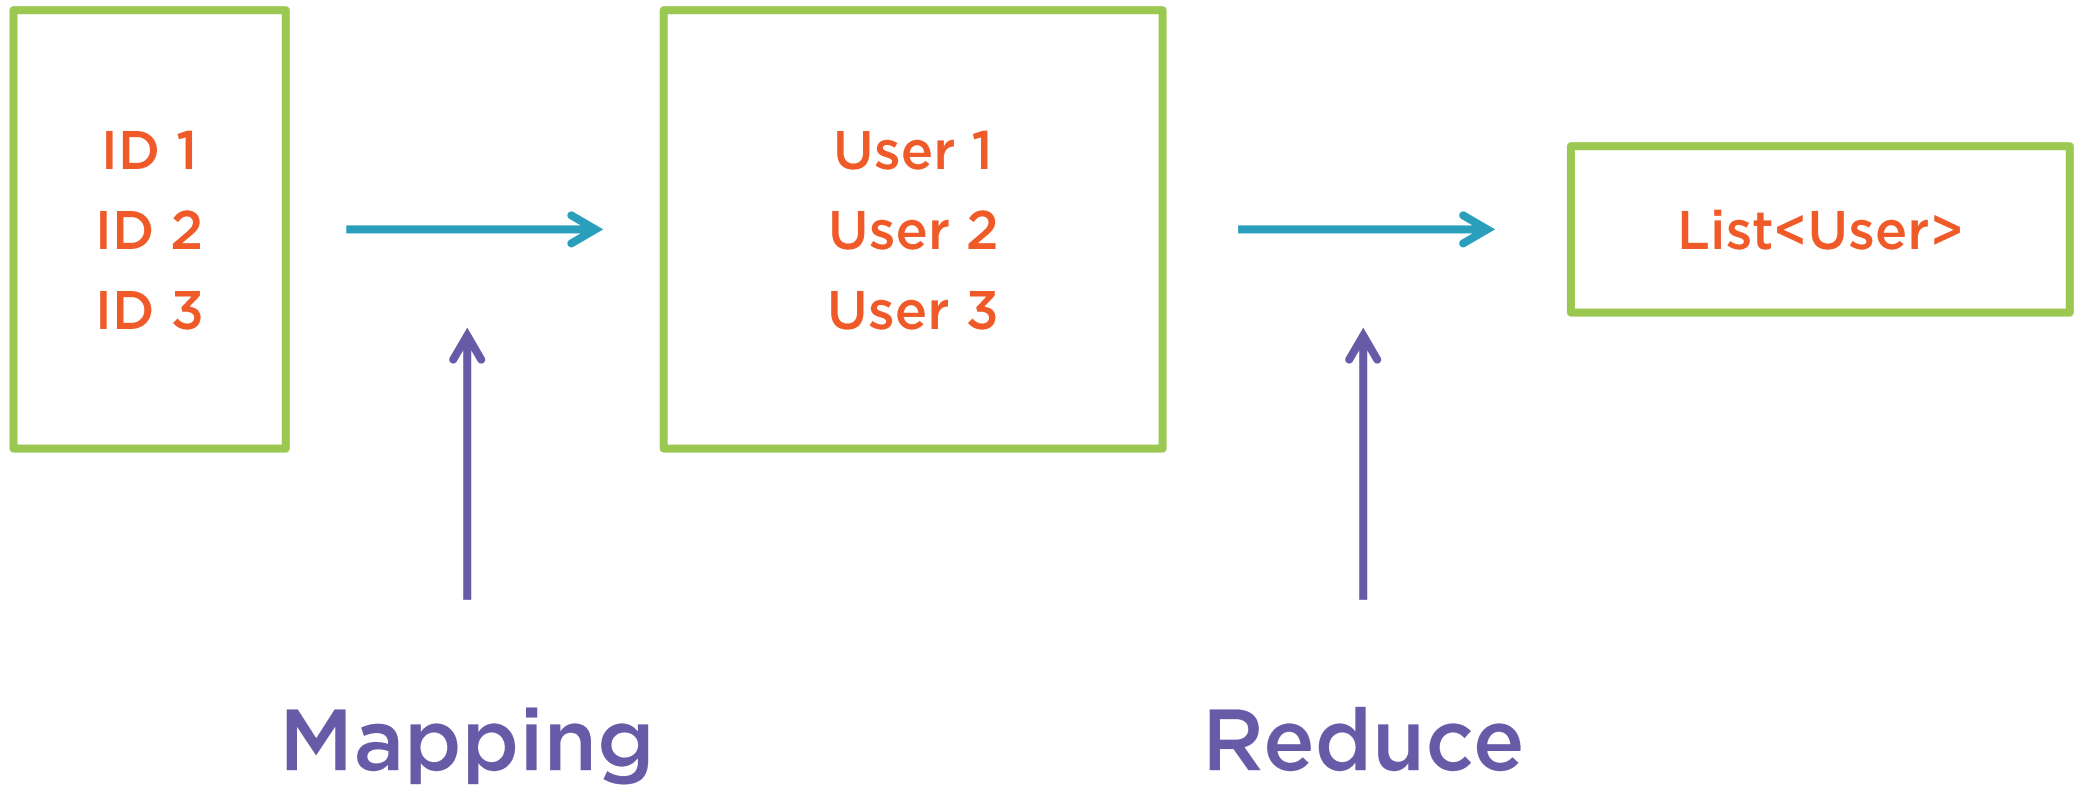 ID 1
ID 2
ID 3
User 1
User 2
User 3
List<User>
Mapping
Reduce